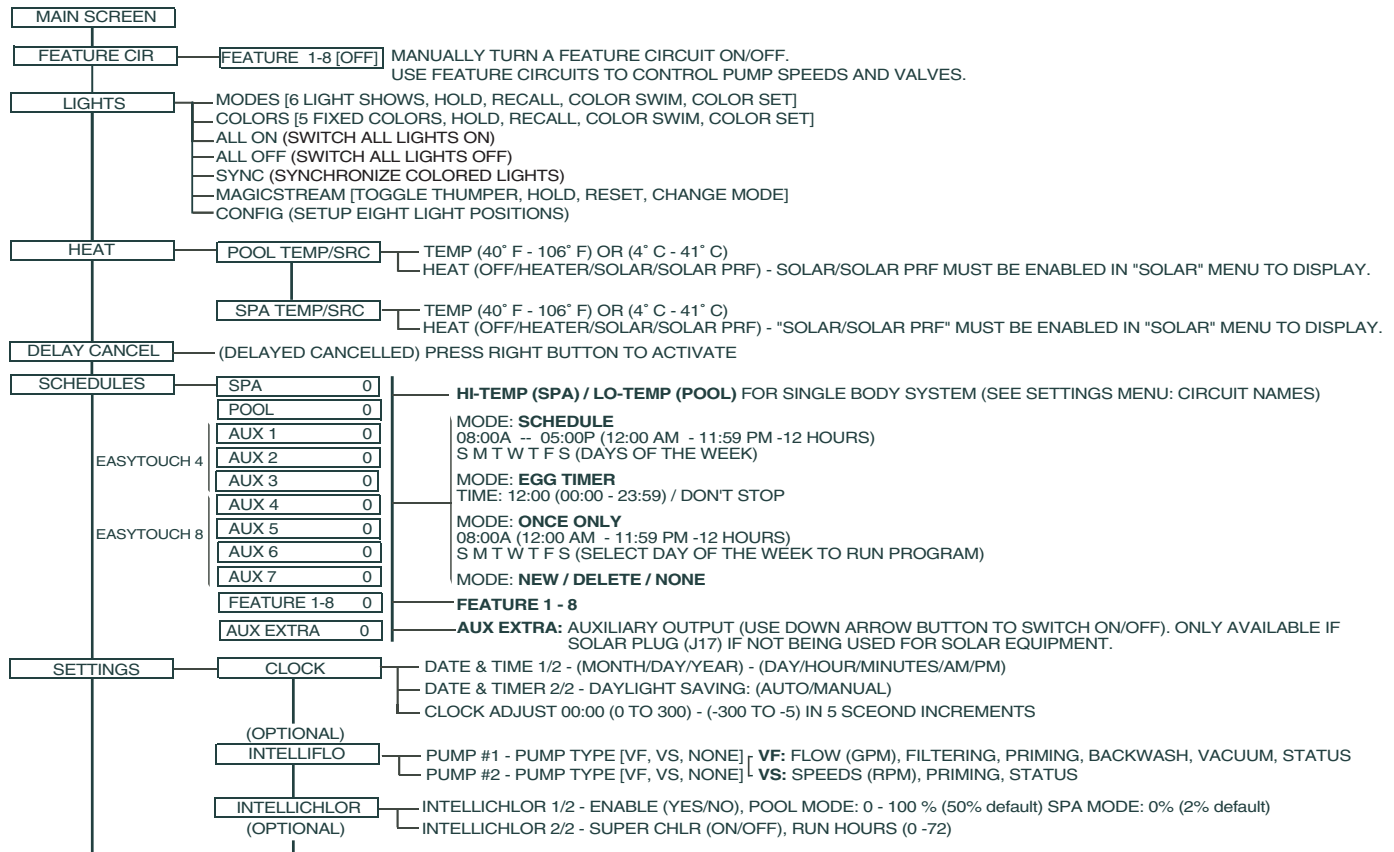 MAIN SCREEN
FEATURE CIR
FEATURE 1-8 [OFF]
MANUALLY TURN A FEATURE CIRCUIT ON/OFF.
USE FEATURE CIRCUITS TO CONTROL PUMP SPEEDS AND VALVES.
LIGHTS
MODES [6 LIGHT SHOWS, HOLD, RECALL, COLOR SWIM, COLOR SET]
COLORS [5 FIXED COLORS, HOLD, RECALL, COLOR SWIM, COLOR SET]
ALL ON (SWITCH ALL LIGHTS ON)
ALL OFF (SWITCH ALL LIGHTS OFF)
SYNC (SYNCHRONIZE COLORED LIGHTS)
MAGICSTREAM [TOGGLE THUMPER, HOLD, RESET, CHANGE MODE]
CONFIG (SETUP EIGHT LIGHT POSITIONS)
HEAT
POOL TEMP/SRC
TEMP (40˚ F - 106˚ F) OR (4˚ C - 41˚ C)
HEAT (OFF/HEATER/SOLAR/SOLAR PRF) - SOLAR/SOLAR PRF MUST BE ENABLED IN "SOLAR" MENU TO DISPLAY.
SPA TEMP/SRC
TEMP (40˚ F - 106˚ F) OR (4˚ C - 41˚ C)
HEAT (OFF/HEATER/SOLAR/SOLAR PRF) - "SOLAR/SOLAR PRF" MUST BE ENABLED IN "SOLAR" MENU TO DISPLAY.
DELAY CANCEL
(DELAYED CANCELLED) PRESS RIGHT BUTTON TO ACTIVATE
SCHEDULES
SPA 0
POOL 0
AUX 1 0
AUX 2 0
AUX 3 0
AUX 4 0
AUX 5 0
AUX 6 0
AUX 7 0
FEATURE 1-8 0
AUX EXTRA 0
EASYTOUCH 4
EASYTOUCH 8
HI-TEMP (SPA) / LO-TEMP (POOL) FOR SINGLE BODY SYSTEM (SEE SETTINGS MENU: CIRCUIT NAMES)
MODE: SCHEDULE
08:00A -- 05:00P (12:00 AM - 11:59 PM -12 HOURS)
S M T W T F S (DAYS OF THE WEEK)
MODE: EGG TIMER
TIME: 12:00 (00:00 - 23:59) / DON'T STOP
MODE: ONCE ONLY
08:00A (12:00 AM - 11:59 PM -12 HOURS)
S M T W T F S (SELECT DAY OF THE WEEK TO RUN PROGRAM)
MODE: NEW / DELETE / NONE
FEATURE 1 - 8
AUX EXTRA: AUXILIARY OUTPUT (USE DOWN ARROW BUTTON TO SWITCH ON/OFF). ONLY AVAILABLE IF
SOLAR PLUG (J17) IF NOT BEING USED FOR SOLAR EQUIPMENT.
SETTINGS
CLOCK
DATE & TIME 1/2 - (MONTH/DAY/YEAR) - (DAY/HOUR/MINUTES/AM/PM)
DATE & TIMER 2/2 - DAYLIGHT SAVING: (AUTO/MANUAL)
CLOCK ADJUST 00:00 (0 TO 300) - (-300 TO -5) IN 5 SCEOND INCREMENTS
(OPTIONAL)
INTELLIFLO
PUMP #1 - PUMP TYPE [VF, VS, NONE]
PUMP #2 - PUMP TYPE [VF, VS, NONE]
VF: FLOW (GPM), FILTERING, PRIMING, BACKWASH, VACUUM, STATUS
VS: SPEEDS (RPM), PRIMING, STATUS
INTELLICHLOR
(OPTIONAL)
INTELLICHLOR 1/2 - ENABLE (YES/NO), POOL MODE: 0 - 100 % (50% default) SPA MODE: 0% (2% default)
INTELLICHLOR 2/2 - SUPER CHLR (ON/OFF), RUN HOURS (0 -72)